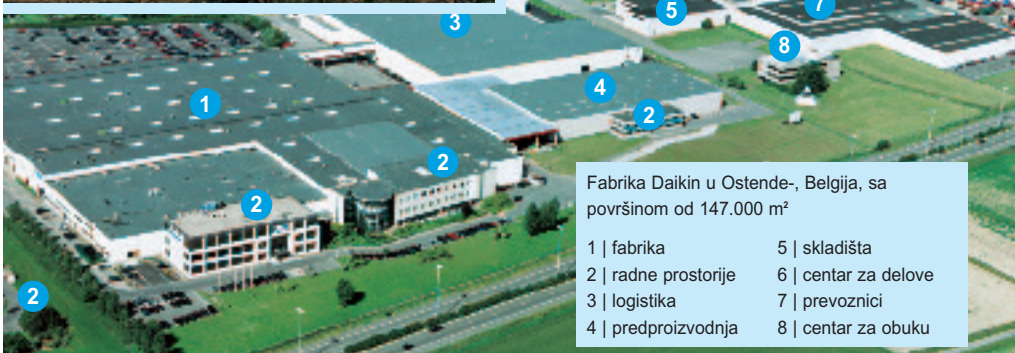 3
5
7
8
1
4
2
2
2
2
Fabrika Daikin u Ostende-, Belgija, sa
površinom od 147.000 m²
1 | fabrika
2 | radne prostorije
3 | logistika
4 | predproizvodnja
5 | skladišta
6 | centar za delove
7 | prevoznici
8 | centar za obuku